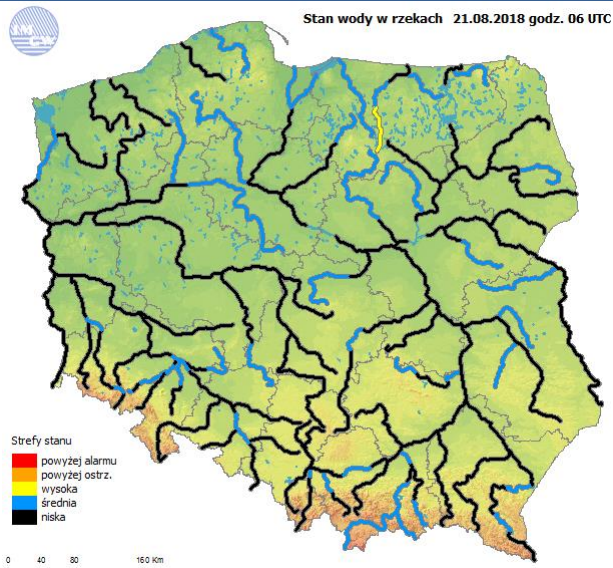 Stan wody w rzekach 21.08.2018 godz. 06 UTC
Strefy stanu
powyżej alarmu
powyżej ostrz.
wysoka
średnia
niska
0 40 80 160 Km